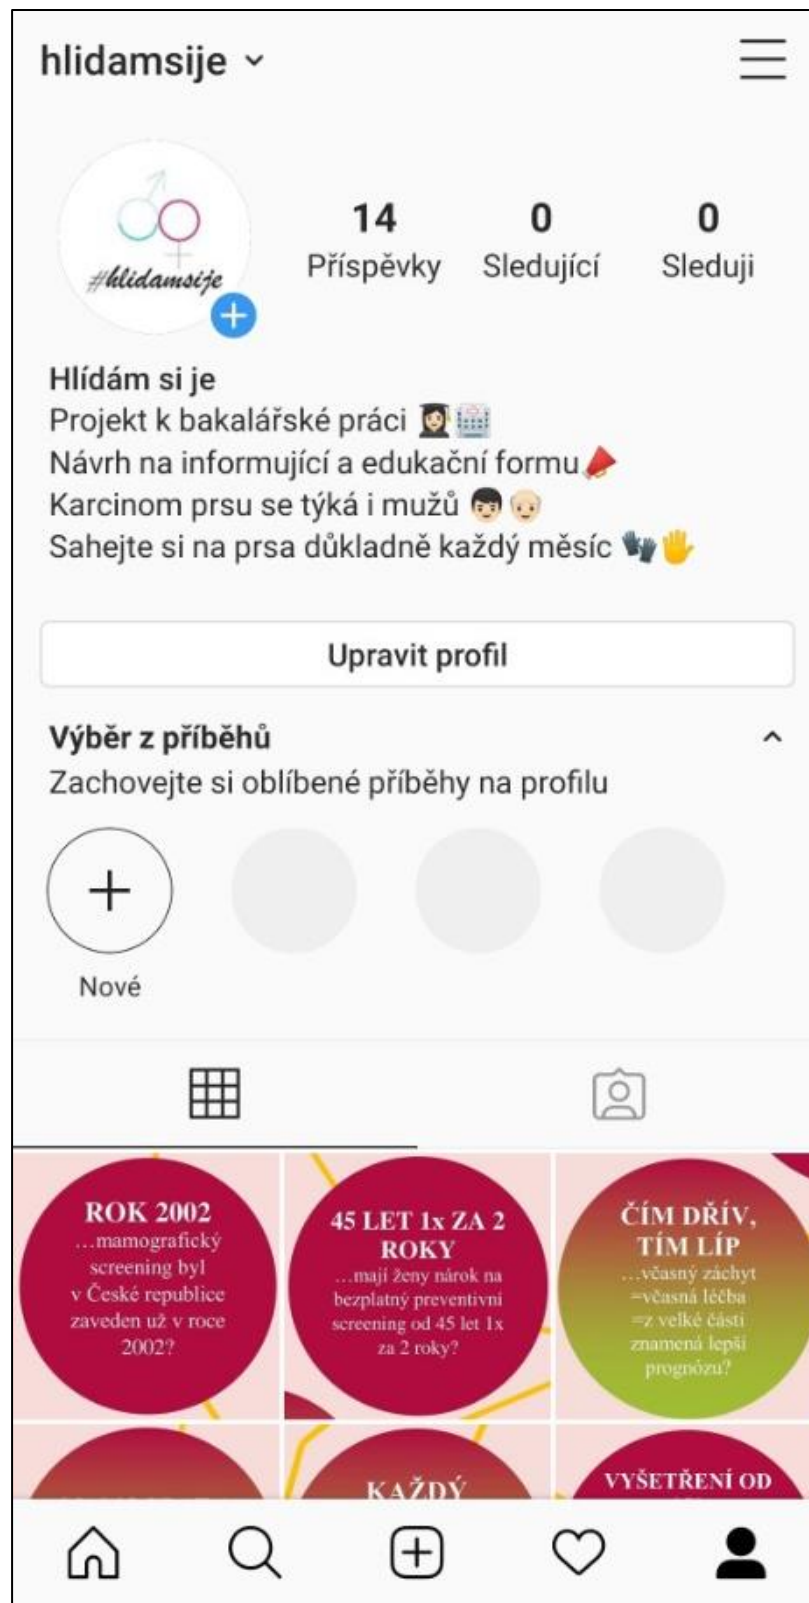 hlidamsije
#hlidamsije
14
Příspěvky
0
Sledující
0
Sleduji
Hlídám si je
Projekt k bakalářské práci 👩🏻‍🎓🏥
Návrh na informující a edukační formu📣
Karcinom prsu se týká i mužů 👦🏻👴🏻
Sahejte si na prsa důkladně každý měsíc 🧤🖐
Upravit profil
Výběr z příběhů
Zachovejte si oblíbené příběhy na profilu
Nové
ROK 2002
…mamografický
screening byl
v České republice
zaveden už v roce
2002?
45 LET 1x ZA 2
ROKY
…mají ženy nárok na
bezplatný preventivní
screening od 45 let 1x
za 2 roky?
ČÍM DŘÍV,
TÍM LÍP
…včasný záchyt
=včasná léčba
=z velké části
znamená lepší
prognózu?
KAŽDÝ
VYŠETŘENÍ OD